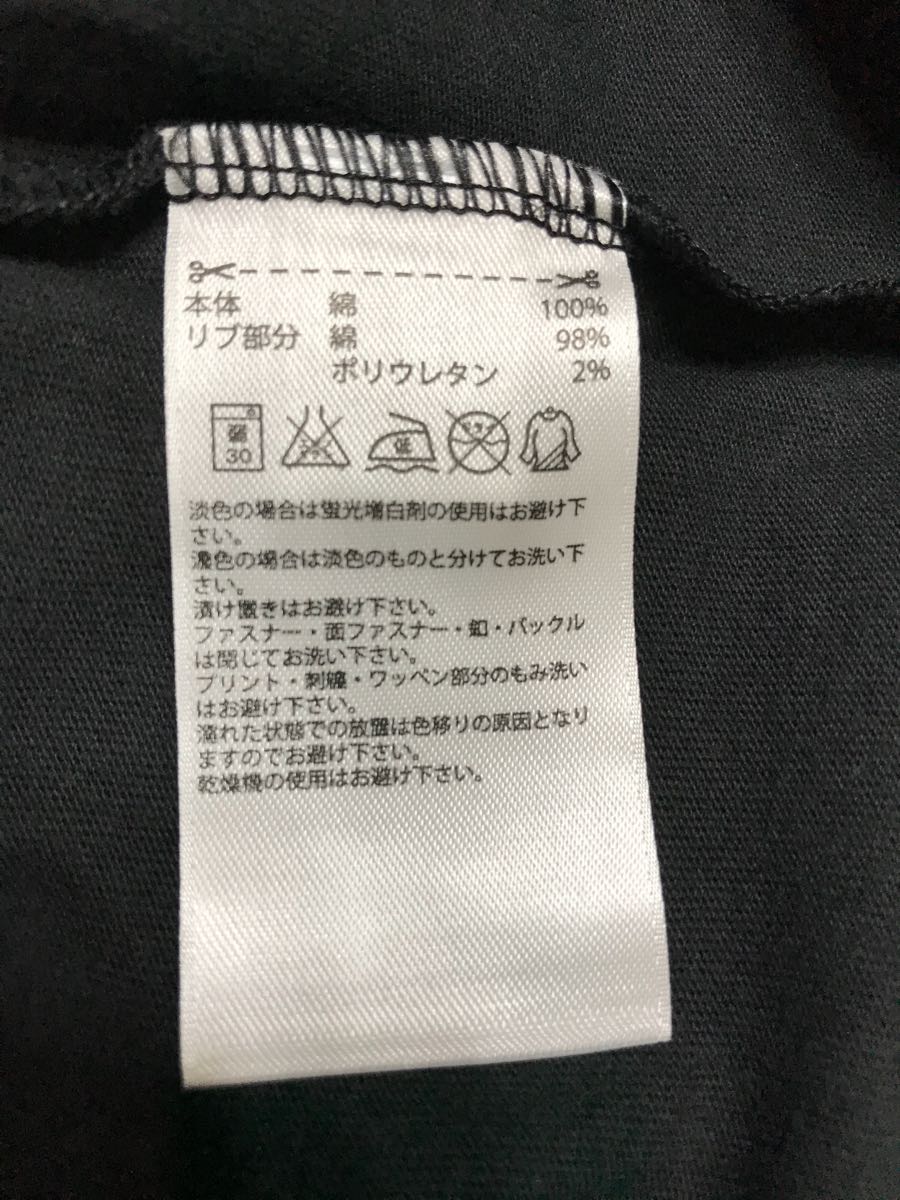 本体 綿 100%
リブ部分 綿 98%
ポリウレタン 2%
弱 30 低
淡色の場合は蛍光増白剤の使用はお避け下
さい。
濃色の場合は淡色のものと分けてお洗い下
さい。
漬け置きはお避け下さい。
ファスナー・面ファスナー・釦・バックル
は閉じてお洗い下さい。
プリント・刺繍・ワッペン部分のもみ洗い
はお避け下さい。
濡れた状態での放置は色移りの原因となり
ますのでお避け下さい。
乾燥機の使用はお避け下さい。